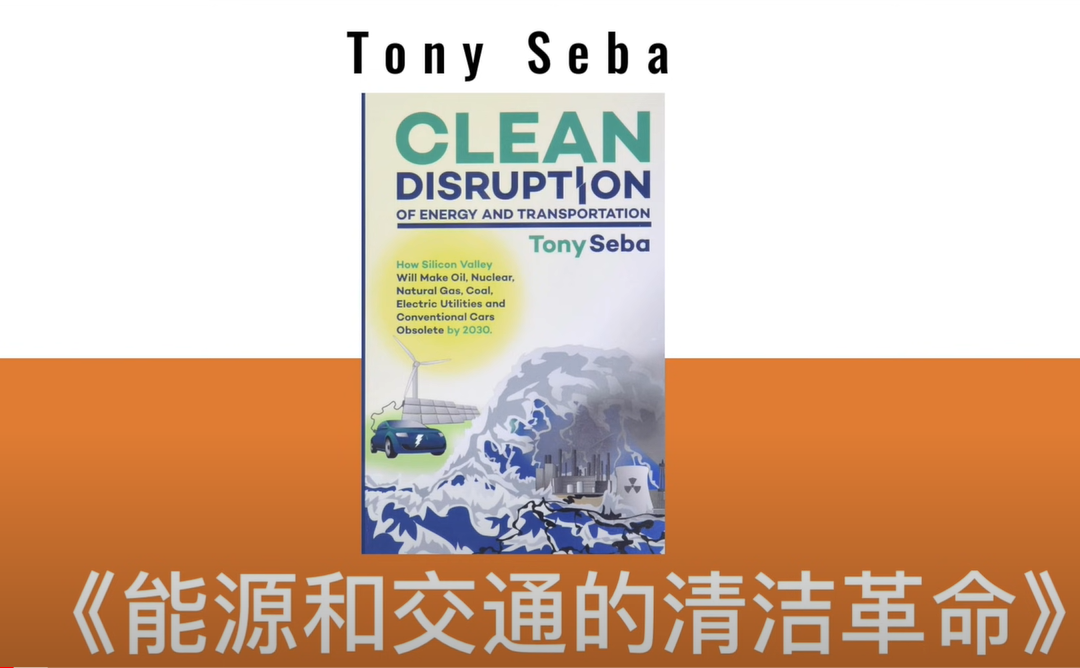 Tony Seba
CLEAN
DISRUPTION
OF ENERGY AND TRANSPORTATION
Tony Seba
How Silicon Valley
Will Make Oil, Nuclear,
Natural Gas, Coal,
Electric Utilities and
Conventional Cars
Obsolete by 2030.
《能源和交通的清洁革命》